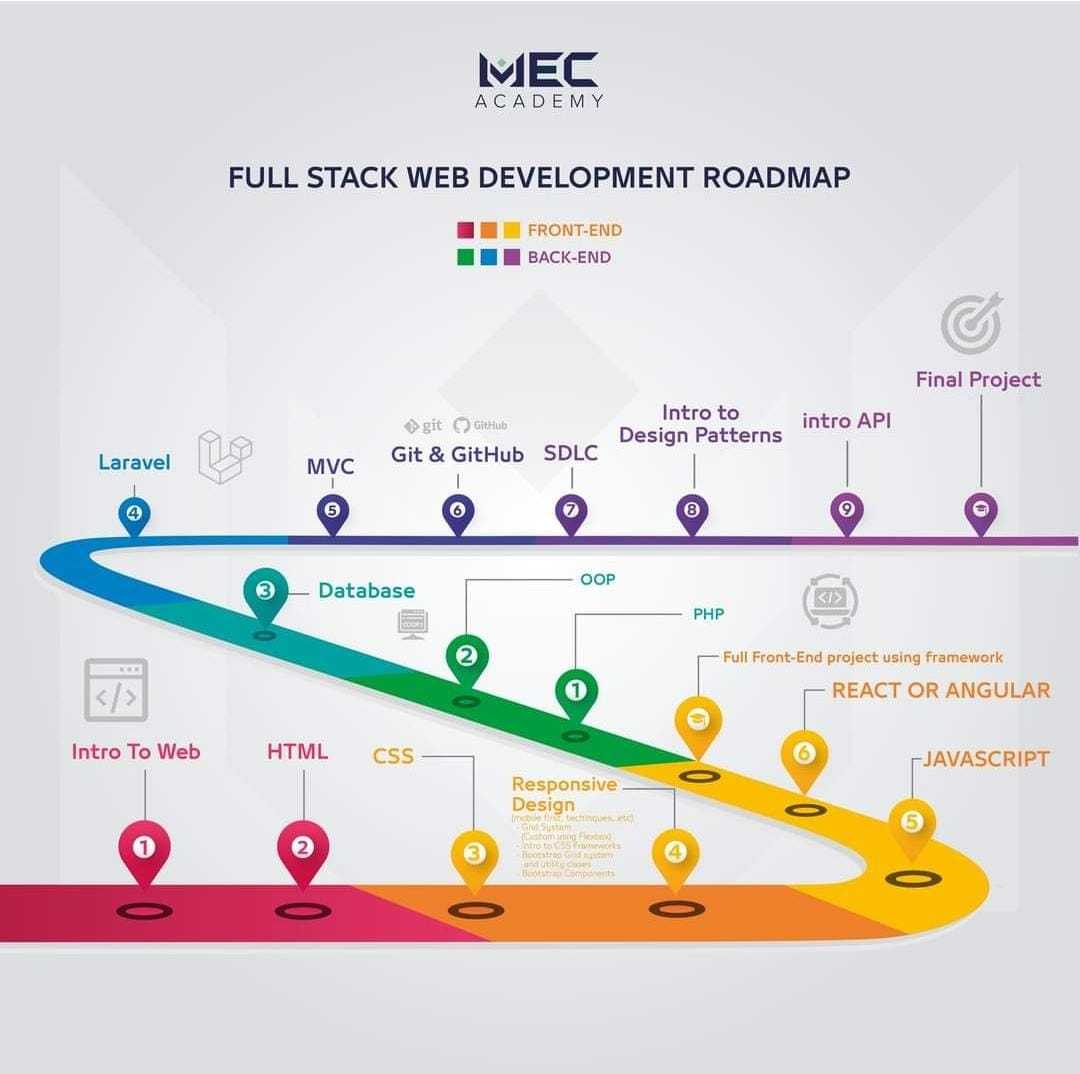 MEC
ACADEMY
FULL STACK WEB DEVELOPMENT ROADMAP
FRONT-END
BACK-END
Final Project
intro API
Intro to
Design Patterns
git GitHub
Git & GitHub
SDLC
MVC
Laravel
4
5
6
7
8
9
3
Database
OOP
PHP
2
1
Full Front-End project using framework
REACT OR ANGULAR
6
JAVASCRIPT
5
Intro To Web
HTML
CSS
Responsive
Design
(mobile first, techinques..etc)
- Grid System
(Custom using Flexbox)
- Intro to CSS Frameworks
- Bootstrap Grid system
and utility clases
- Bootstrap Components
1
2
3
4